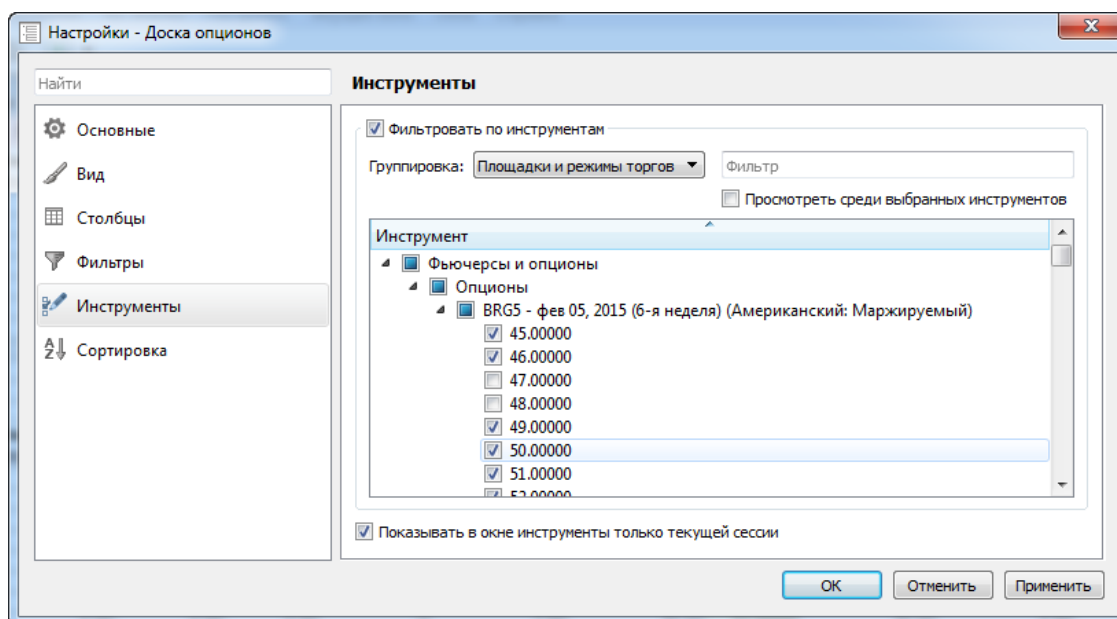 Настройки - Доска опционов
Найти
Основные
Вид
Столбцы
Фильтры
Инструменты
Сортировка
Инструменты
Фильтровать по инструментам
Группировка: Площадки и режимы торгов Фильтр
Просмотреть среди выбранных инструментов
Инструмент
Фьючерсы и опционы
Опционы
BRG5 - фев 05, 2015 (6-я неделя) (Американский: Маржируемый)
45.00000
46.00000
47.00000
48.00000
49.00000
50.00000
51.00000
52.00000
Показывать в окне инструменты только текущей сессии
OK Отменить Применить